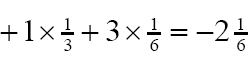 + 1 × 1/3 + 3 × 1/6 = −2 1/6